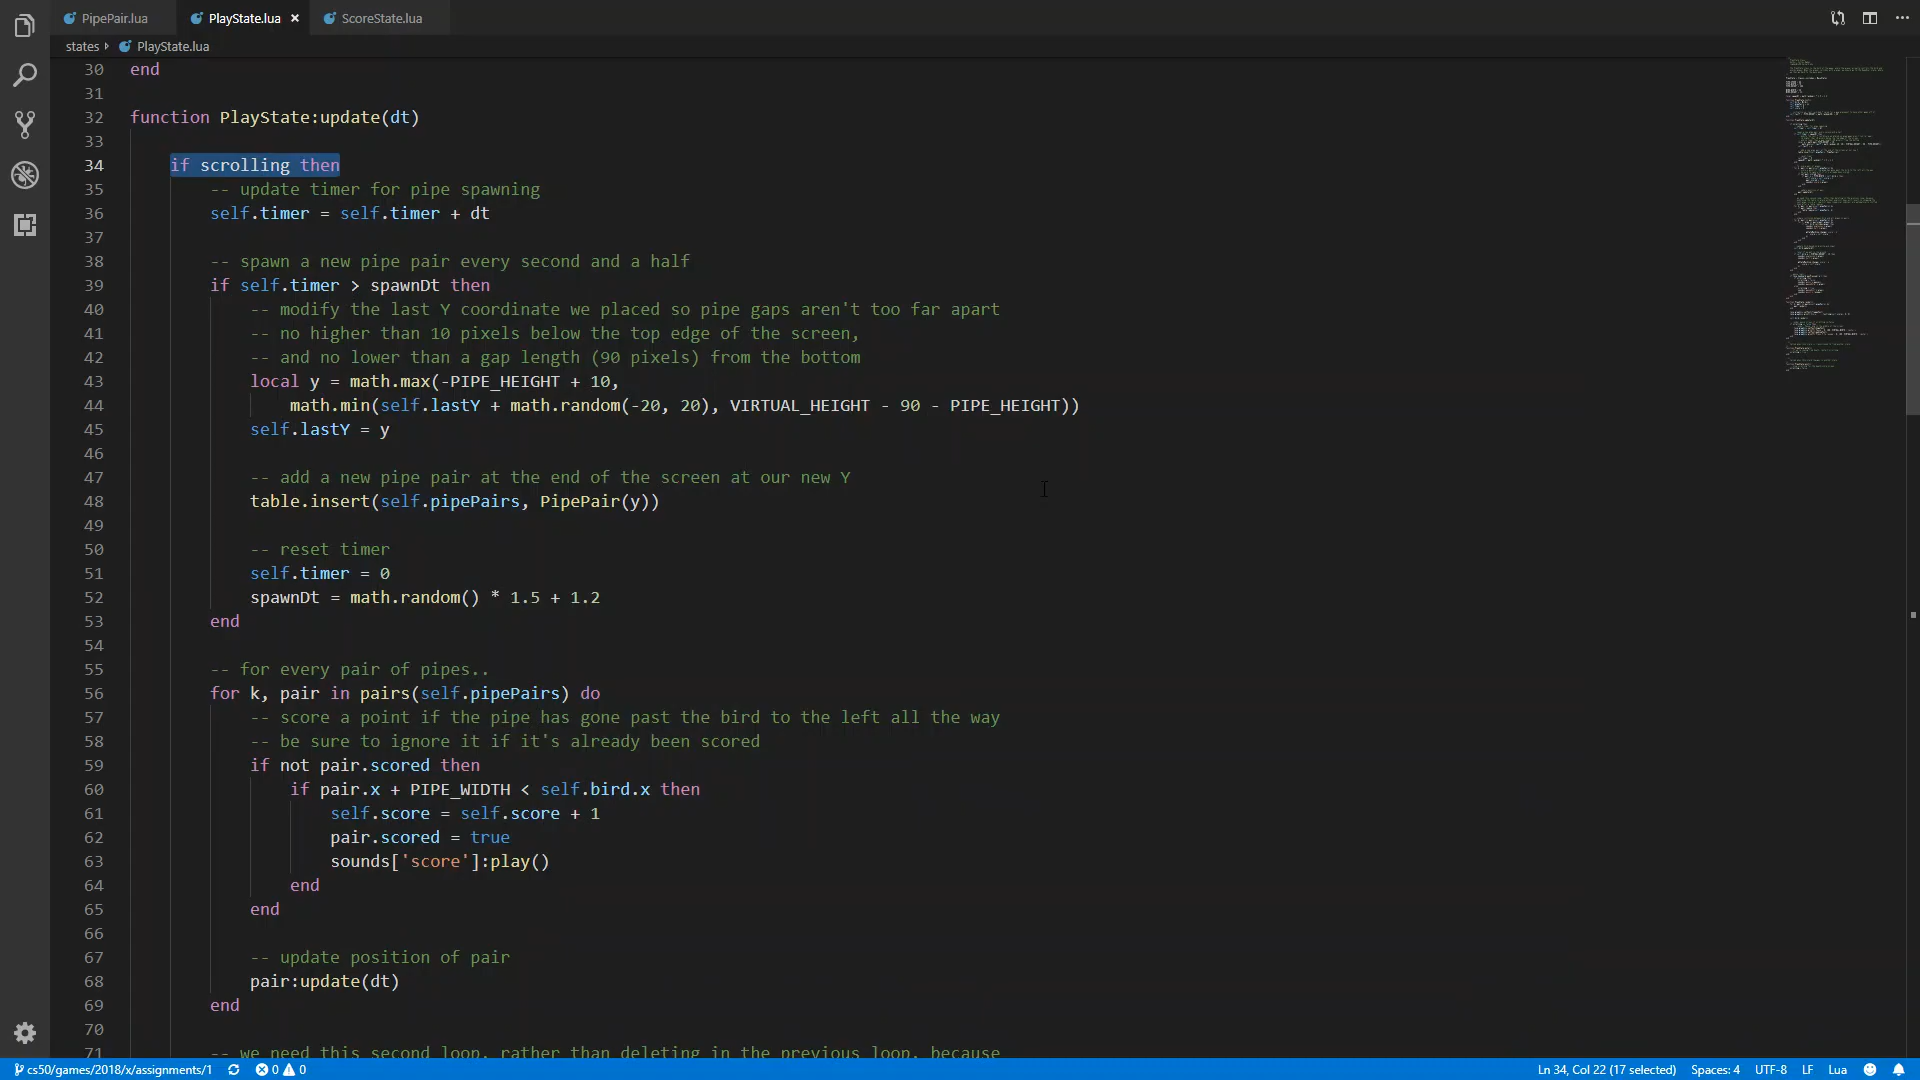 PipePair.lua
PlayState.lua ×
ScoreState.lua
states PlayState.lua
30 end
31
32 function PlayState:update(dt)
33
34 if scrolling then
35 -- update timer for pipe spawning
36 self.timer = self.timer + dt
37
38 -- spawn a new pipe pair every second and a half
39 if self.timer > spawnDt then
40 -- modify the last Y coordinate we placed so pipe gaps aren't too far apart
41 -- no higher than 10 pixels below the top edge of the screen,
42 -- and no lower than a gap length (90 pixels) from the bottom
43 local y = math.max(-PIPE_HEIGHT + 10,
44 math.min(self.lastY + math.random(-20, 20), VIRTUAL_HEIGHT - 90 - PIPE_HEIGHT))
45 self.lastY = y
46
47 -- add a new pipe pair at the end of the screen at our new Y
48 table.insert(self.pipePairs, PipePair(y))
49
50 -- reset timer
51 self.timer = 0
52 spawnDt = math.random() * 1.5 + 1.2
53 end
54
55 -- for every pair of pipes..
56 for k, pair in pairs(self.pipePairs) do
57 -- score a point if the pipe has gone past the bird to the left all the way
58 -- be sure to ignore it if it's already been scored
59 if not pair.scored then
60 if pair.x + PIPE_WIDTH < self.bird.x then
61 self.score = self.score + 1
62 pair.scored = true
63 sounds['score']:play()
64 end
65 end
66
67 -- update position of pair
68 pair:update(dt)
69 end
70
71 -- we need this second loop, rather than deleting in the previous loop, because
cs50/games/2018/x/assignments/1 0 0 Ln 34, Col 22 (17 selected) Spaces: 4 UTF-8 LF Lua